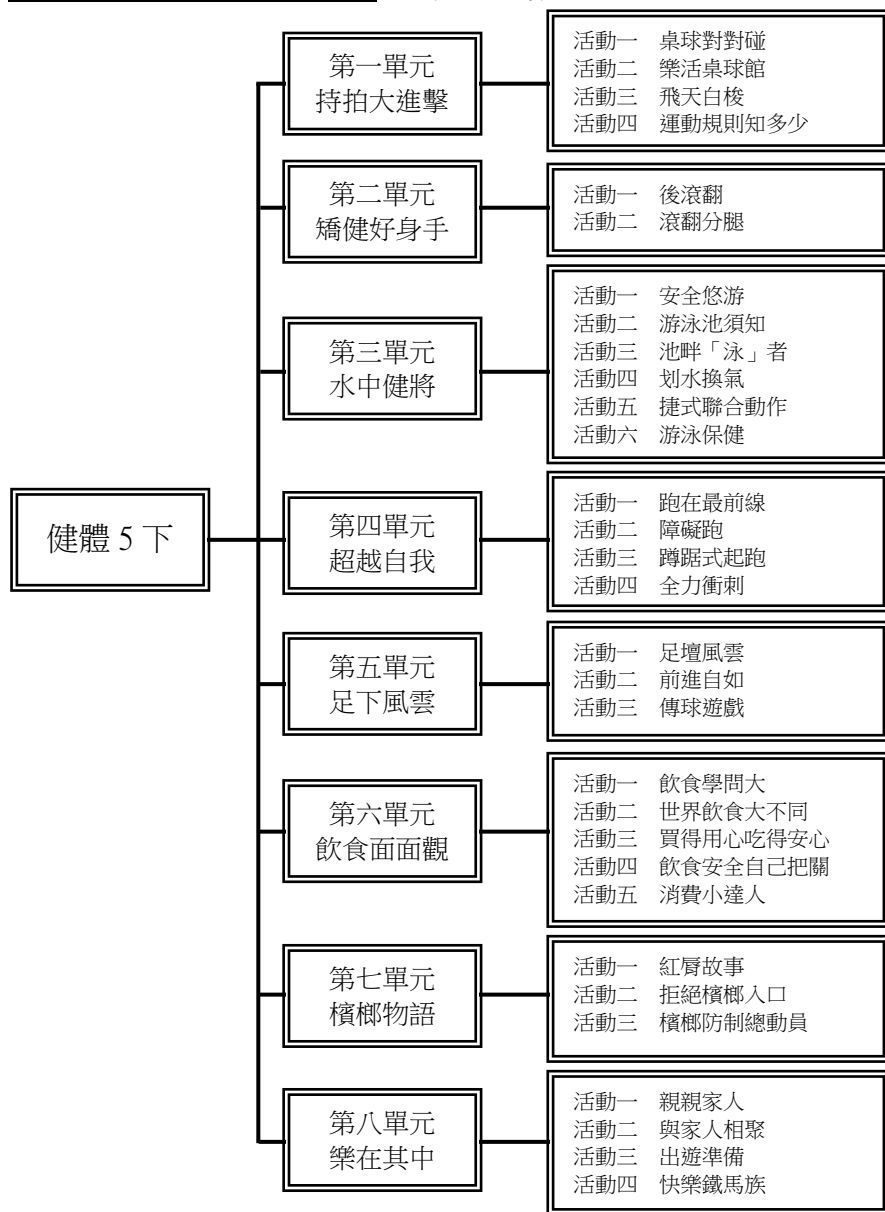 第一單元
持拍大進擊
活動一　桌球對對碰
活動二　樂活桌球館
活動三　飛天白梭
活動四　運動規則知多少
第二單元
矯健好身手
活動一　後滾翻
活動二　滾翻分腿
第三單元
水中健將
活動一　安全悠游
活動二　游泳池須知
活動三　池畔「泳」者
活動四　划水換氣
活動五　捷式聯合動作
活動六　游泳保健
健體 5 下
第四單元
超越自我
活動一　跑在最前線
活動二　障礙跑
活動三　蹲踞式起跑
活動四　全力衝刺
第五單元
足下風雲
活動一　足壇風雲
活動二　前進自如
活動三　傳球遊戲
第六單元
飲食面面觀
活動一　飲食學問大
活動二　世界飲食大不同
活動三　買得用心吃得安心
活動四　飲食安全自己把關
活動五　消費小達人
第七單元
檳榔物語
活動一　紅脣故事
活動二　拒絕檳榔入口
活動三　檳榔防制總動員
第八單元
樂在其中
活動一　親親家人
活動二　與家人相聚
活動三　出遊準備
活動四　快樂鐵馬族